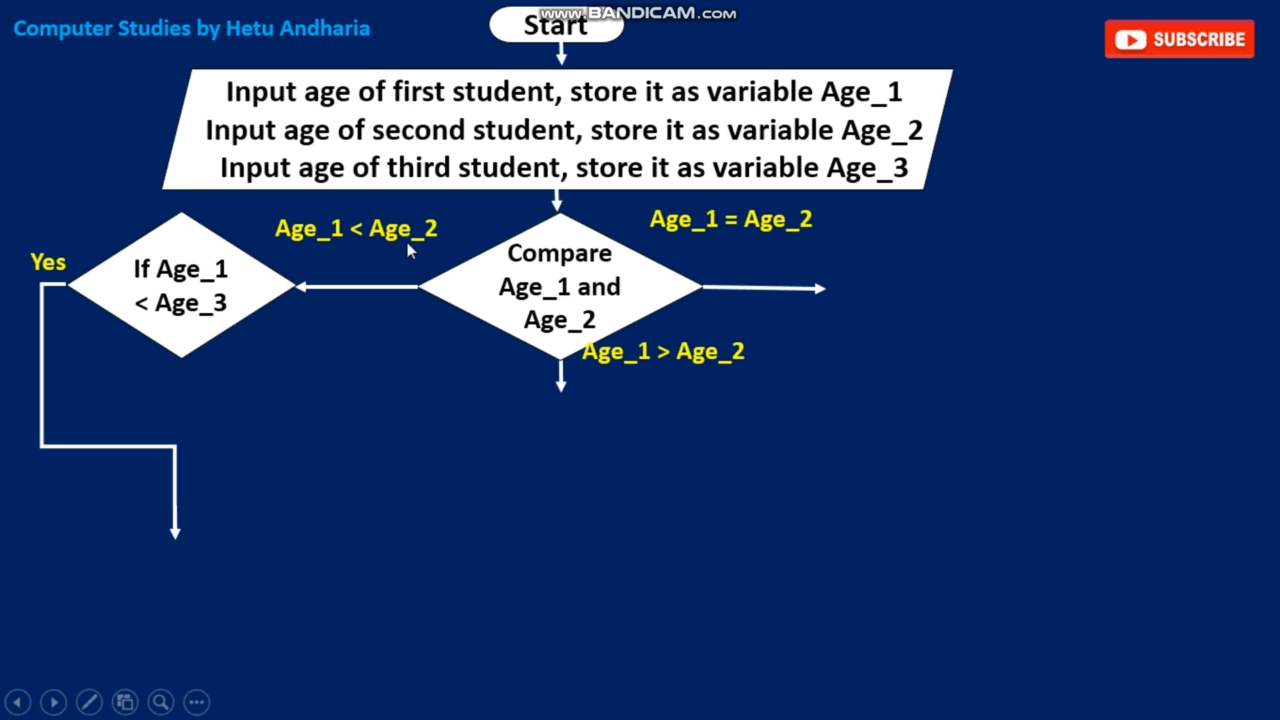 Computer Studies by Hetu Andharia
www.BANDICAM.com
Start
SUBSCRIBE
Input age of first student, store it as variable Age_1
Input age of second student, store it as variable Age_2
Input age of third student, store it as variable Age_3
Age_1 < Age_2
Age_1 = Age_2
Yes
If Age_1
< Age_3
Compare
Age_1 and
Age_2
Age_1 > Age_2